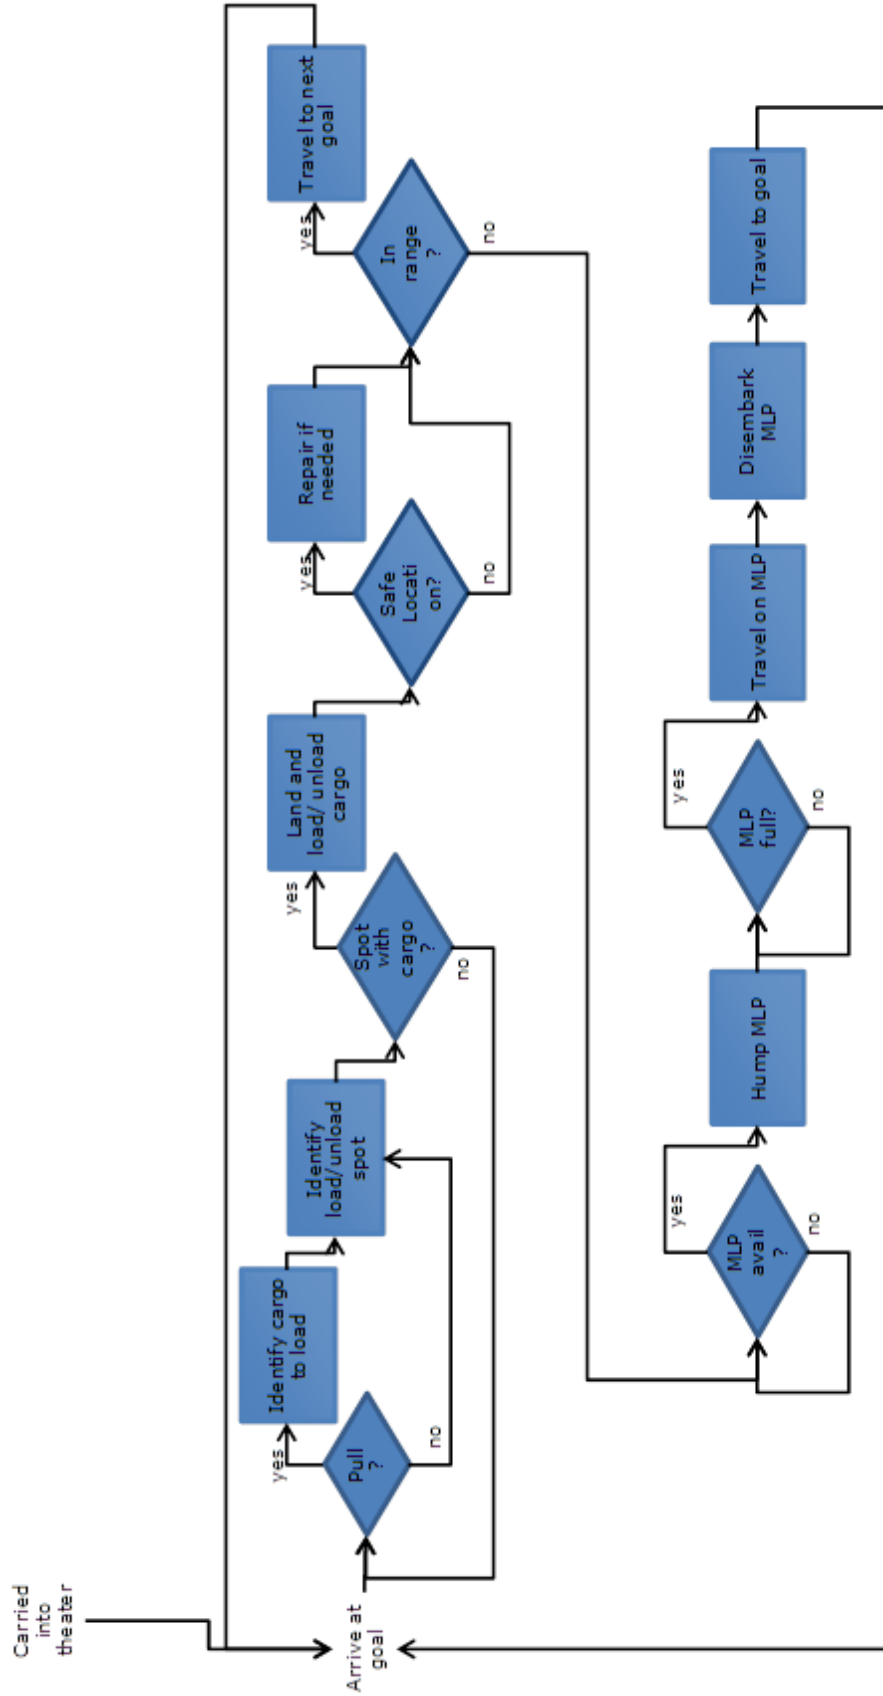 Carried
into
theater
Arrive at
goal
Pull
?
yes
no
Identify cargo
to load
Identify
load/unload
spot
Spot
with
cargo
?
yes
no
Land and
load/ unload
cargo
Safe
Locati
on?
yes
no
Repair if
needed
In
range
?
yes
no
Travel to next
goal
MLP
avail
?
yes
no
Hump MLP
MLP
full?
yes
no
Travel on MLP
Disembark
MLP
Travel to goal